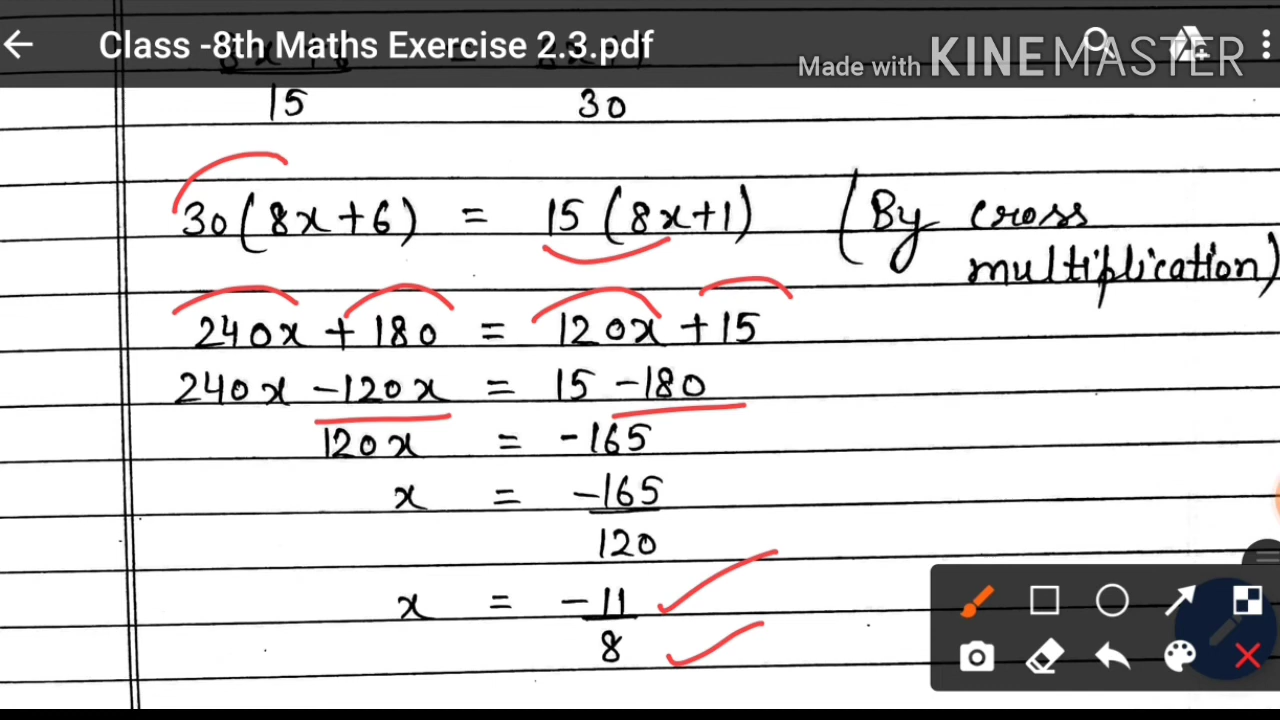 Class -8th Maths Exercise 2.3.pdf
Made with KINEMASTER
15 30
30(8x+6) = 15(8x+1) (By cross
multiplication)
240x + 180 = 120x + 15
240x -120x = 15 -180
120x = -165
x = -165
120
x = -11
8